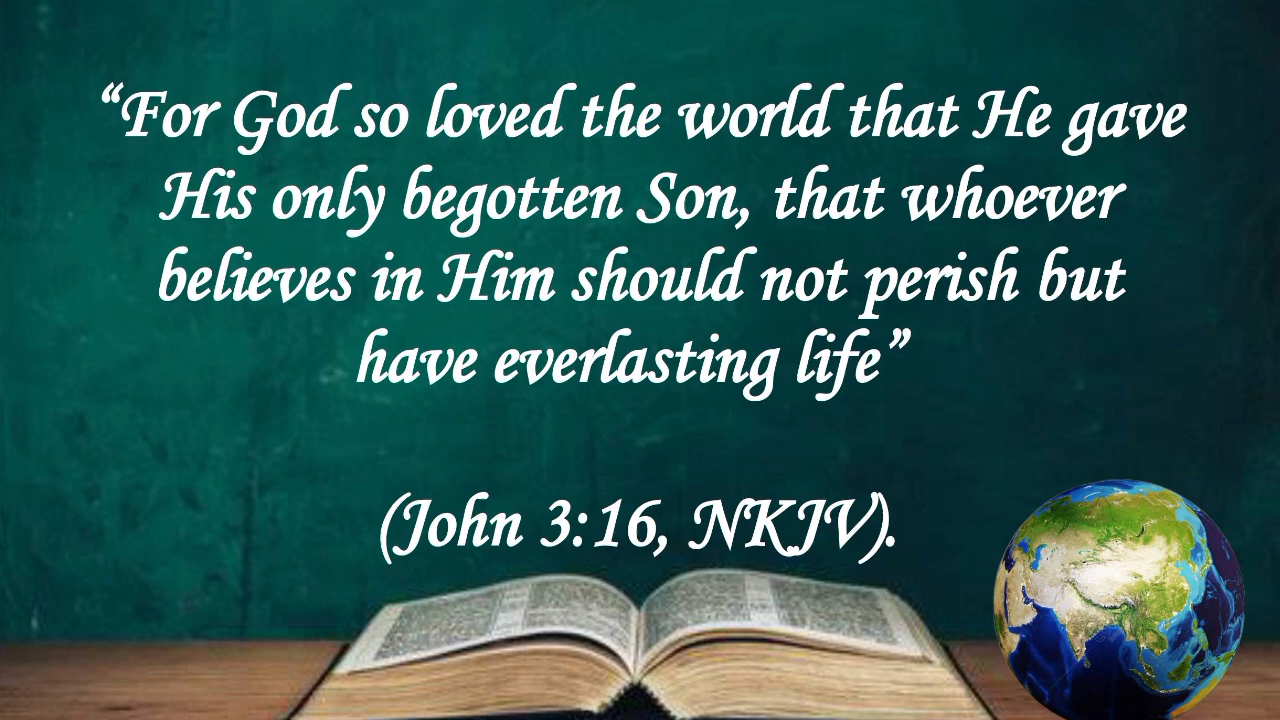 “For God so loved the world that He gave
His only begotten Son, that whoever
believes in Him should not perish but
have everlasting life”
(John 3:16, NKJV).